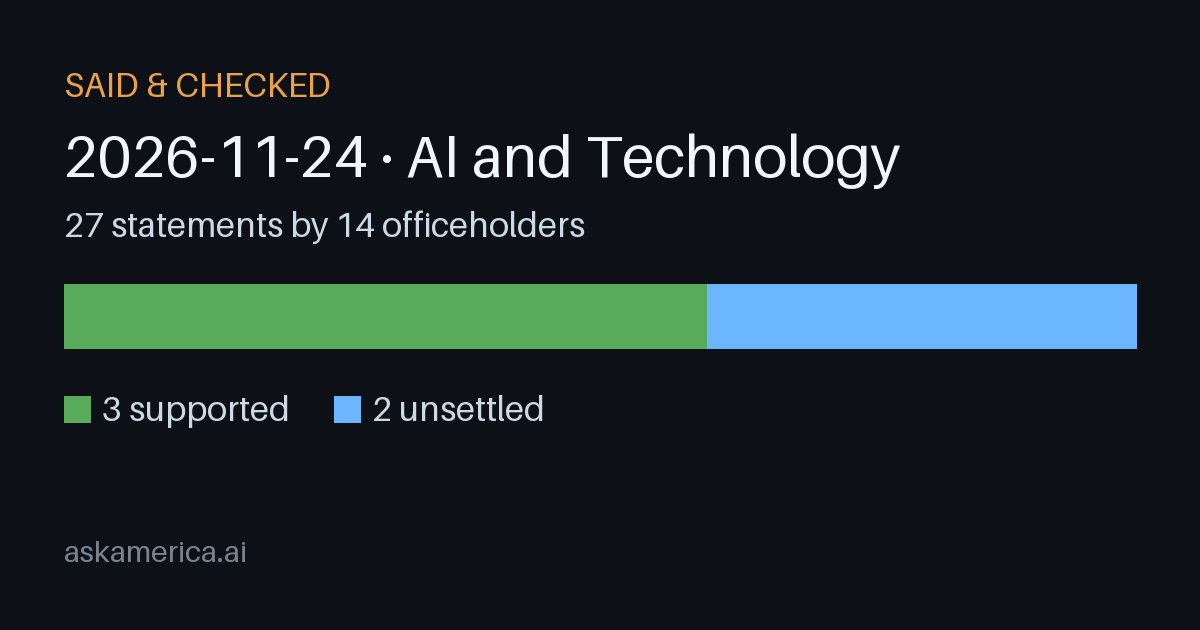 SAID & CHECKED
2026-11-24 · AI and Technology
27 statements by 14 officeholders
3 supported 2 unsettled
askamerica.ai